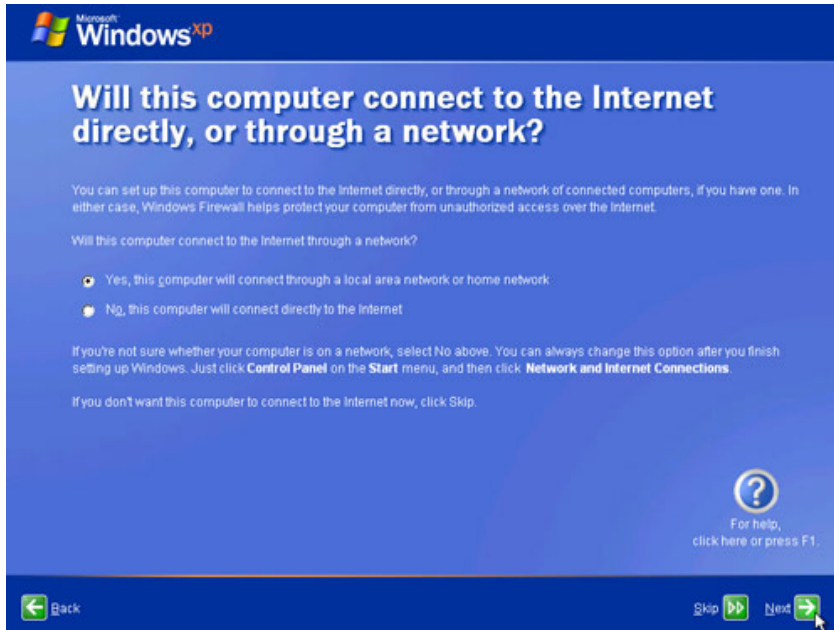 Microsoft
Windows xp
Will this computer connect to the Internet
directly, or through a network?
You can set up this computer to connect to the Internet directly, or through a network of connected computers, if you have one. In
either case, Windows Firewall helps protect your computer from unauthorized access over the Internet.
Will this computer connect to the Internet through a network?
Yes, this computer will connect through a local area network or home network
No, this computer will connect directly to the Internet
If you're not sure whether your computer is on a network, select No above. You can always change this option after you finish
setting up Windows. Just click Control Panel on the Start menu, and then click Network and Internet Connections.
If you don't want this computer to connect to the Internet now, click Skip.
?
For help,
click here or press F1.
Back Skip Next